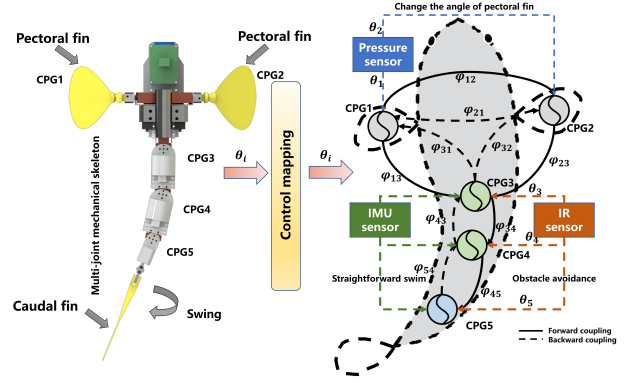 Change the angle of pectoral fin
Pectoral fin
Pectoral fin
CPG1
CPG2
Multi-joint mechanical skeleton
CPG3
CPG4
CPG5
Caudal fin
Swing
θi
Control mapping
θi
θ2
Pressure
sensor
θ1
φ12
CPG1
φ21
CPG2
φ31
φ32
φ13
φ23
CPG3
θ3
IMU
sensor
φ43
φ34
IR
sensor
θ4
CPG4
Straightforward swim
φ54
Obstacle avoidance
φ45
θ5
CPG5
Forward coupling
Backward coupling